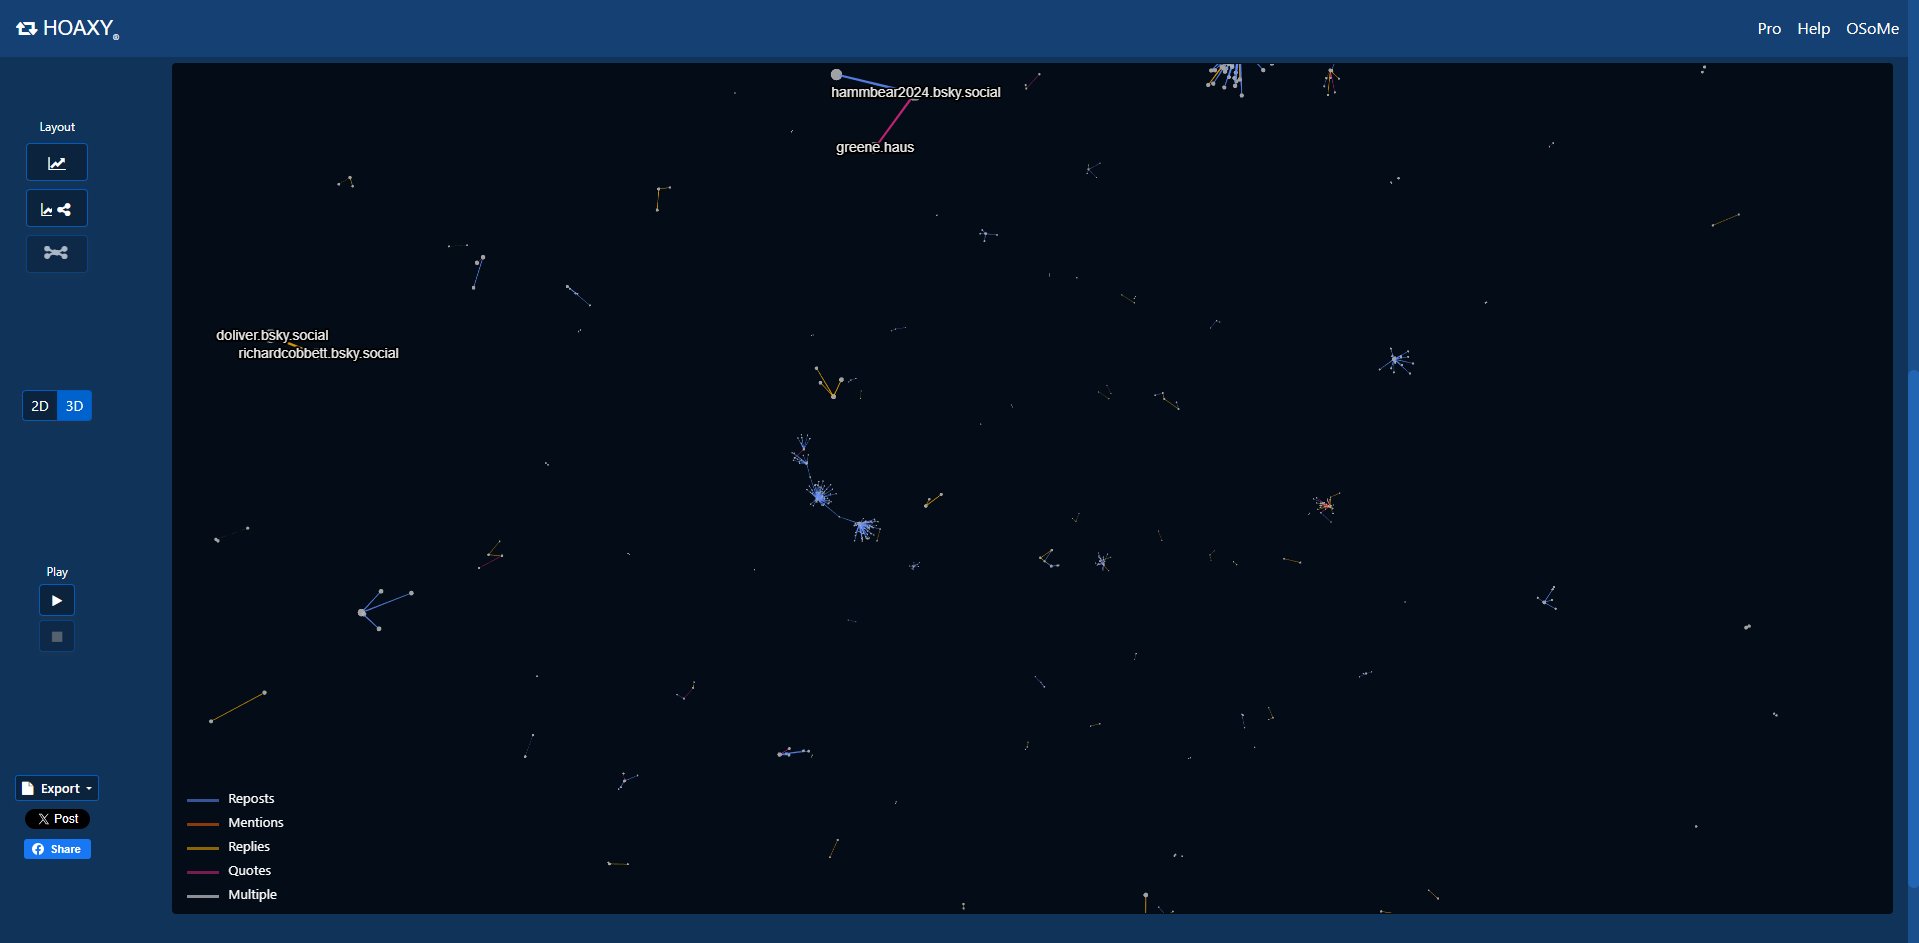 HOAXY®
Pro Help OSoMe
Layout
2D 3D
Play
Export
Post
Share
hammbear2024.bsky.social
greene.haus
doliver.bsky.social
richardcobbett.bsky.social
Reposts
Mentions
Replies
Quotes
Multiple